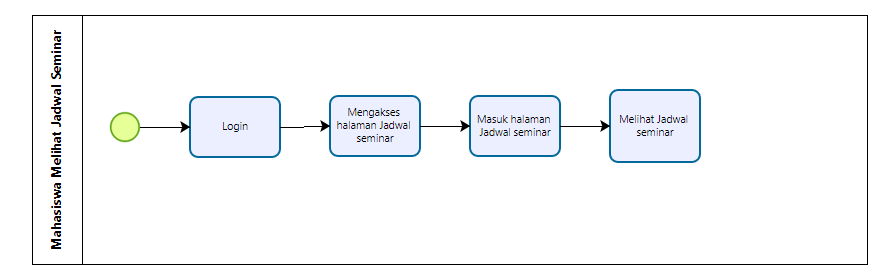 Mahasiswa Melihat Jadwal Seminar
Login
Mengakses
halaman Jadwal
seminar
Masuk halaman
Jadwal seminar
Melihat Jadwal
seminar